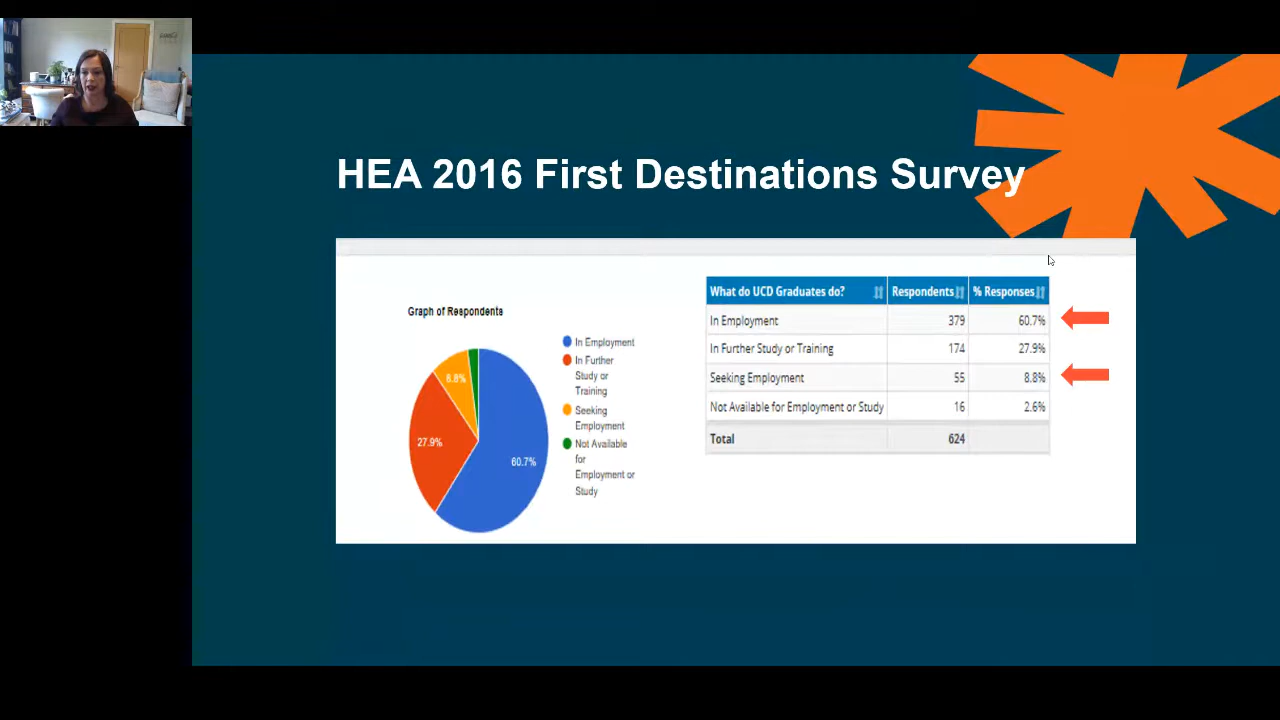 HEA 2016 First Destinations Survey
Graph of Respondents
In Employment
In Further
Study or
Training
Seeking
Employment
Not Available
for
Employment or
Study
8.8%
27.9%
60.7%
What do UCD Graduates do? Respondents % Responses
In Employment 379 60.7%
In Further Study or Training 174 27.9%
Seeking Employment 55 8.8%
Not Available for Employment or Study 16 2.6%
Total 624